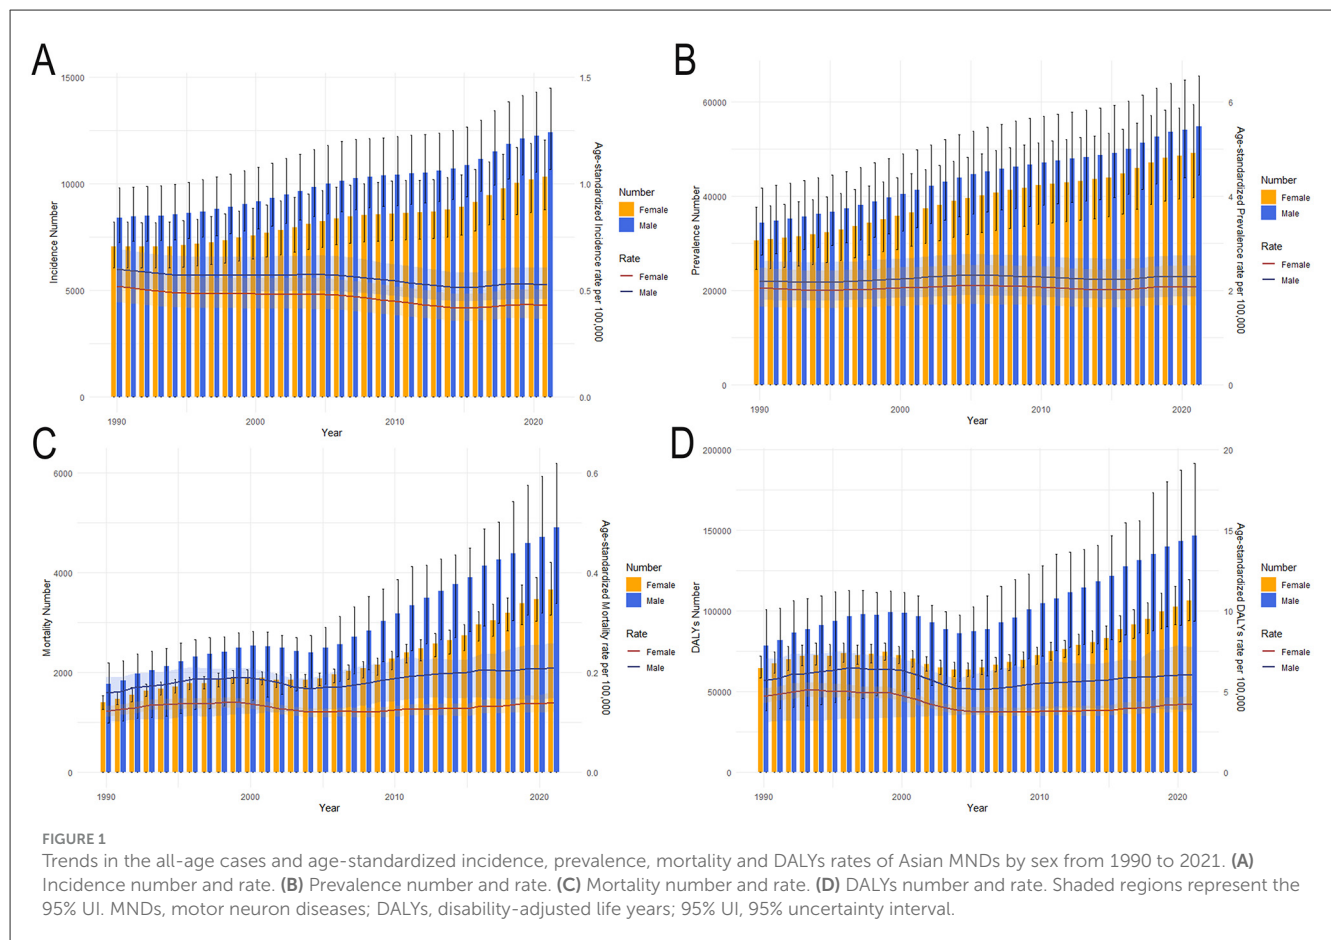 A
15000
10000
5000
0
Incidence Number
1.5
1.0
0.5
0.0
Age-standardized Incidence rate per 100,000
Number
Female
Male
Rate
Female
Male
1990
2000
2010
2020
Year
B
60000
40000
20000
0
Prevalence Number
6
4
2
0
Age-standardized Prevalence rate per 100,000
Number
Female
Male
Rate
Female
Male
1990
2000
2010
2020
Year
C
6000
4000
2000
0
Mortality Number
0.6
0.4
0.2
0.0
Age-standardized Mortality rate per 100,000
Number
Female
Male
Rate
Female
Male
1990
2000
2010
2020
Year
D
200000
150000
100000
50000
0
DALYs Number
20
15
10
5
0
Age-standardized DALYs rate per 100,000
Number
Female
Male
Rate
Female
Male
1990
2000
2010
2020
Year
FIGURE 1
Trends in the all-age cases and age-standardized incidence, prevalence, mortality and DALYs rates of Asian MNDs by sex from 1990 to 2021. (A)
Incidence number and rate. (B) Prevalence number and rate. (C) Mortality number and rate. (D) DALYs number and rate. Shaded regions represent the
95% UI. MNDs, motor neuron diseases; DALYs, disability-adjusted life years; 95% UI, 95% uncertainty interval.